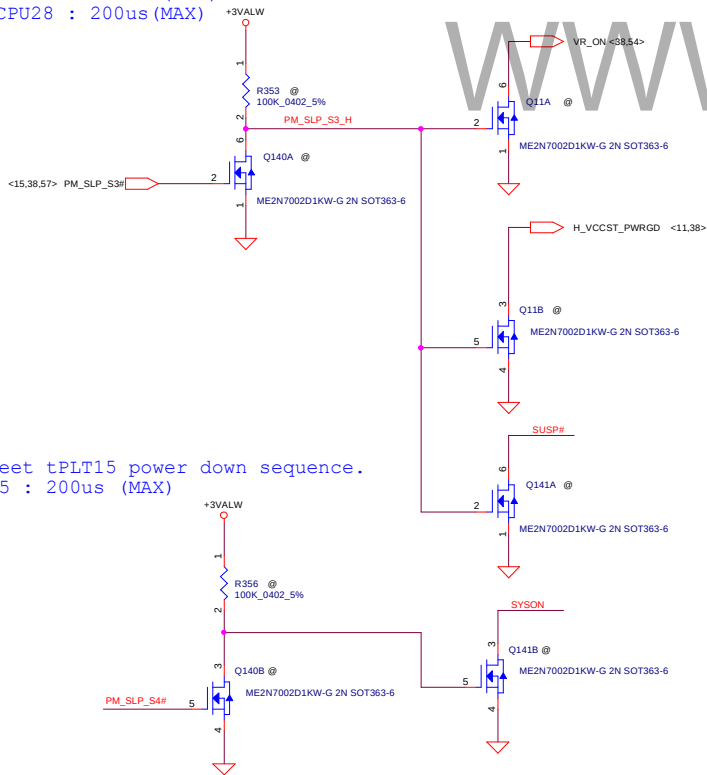 CPU28 : 200us(MAX)
WWW
+3VALW
1
R353 @
100K_0402_5%
2
PM_SLP_S3_H
6
Q140A @
<15,38,57> PM_SLP_S3#
2
ME2N7002D1KW-G 2N SOT363-6
1
VR_ON <38,54>
6
Q11A @
2
ME2N7002D1KW-G 2N SOT363-6
1
H_VCCST_PWRGD <11,38>
3
Q11B @
ME2N7002D1KW-G 2N SOT363-6
5
4
SUSP#
6
Q141A @
2
ME2N7002D1KW-G 2N SOT363-6
1
eet tPLT15 power down sequence.
5 : 200us (MAX)
+3VALW
1
R356 @
100K_0402_5%
2
3
Q140B @
ME2N7002D1KW-G 2N SOT363-6
PM_SLP_S4#
5
4
SYSON
3
Q141B @
ME2N7002D1KW-G 2N SOT363-6
5
4